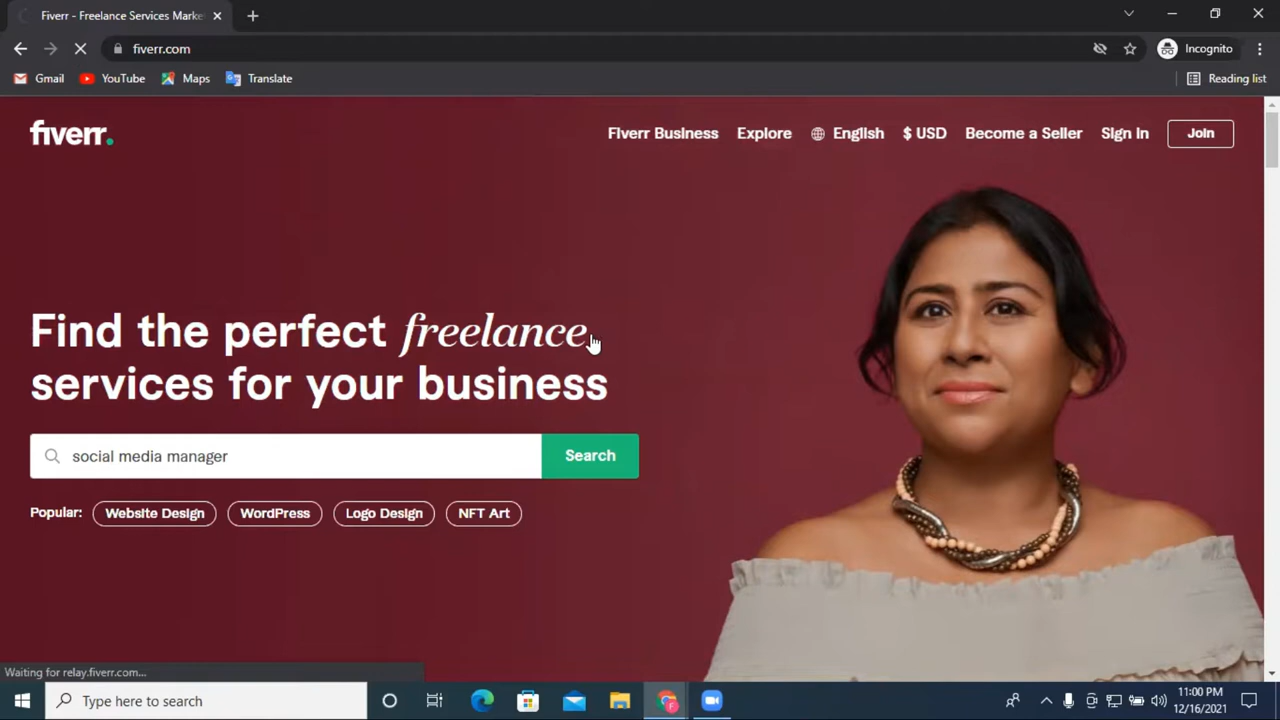 Fiverr - Freelance Services Marke
fiverr.com
Incognito
Gmail YouTube Maps Translate Reading list
fiverr.
Fiverr Business Explore English $ USD Become a Seller Sign In Join
Find the perfect freelance
services for your business
social media manager Search
Popular: Website Design WordPress Logo Design NFT Art
Waiting for relay.fiverr.com...
Type here to search
11:00 PM
12/16/2021